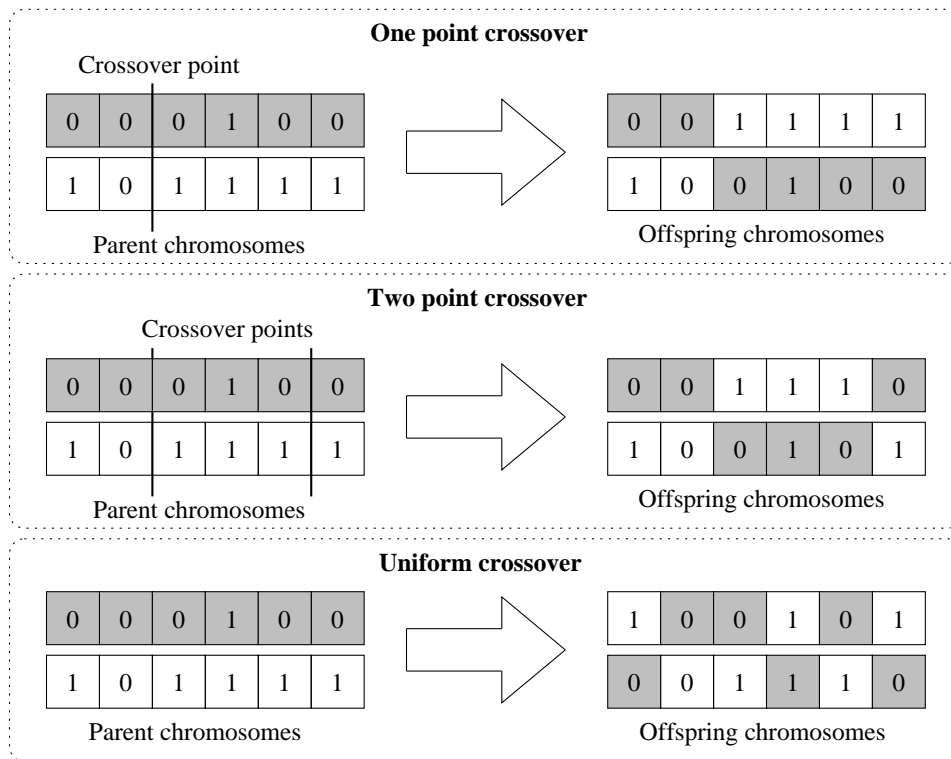 One point crossover
Crossover point
0 0 0 1 0 0
1 0 1 1 1 1
Parent chromosomes
0 0 1 1 1 1
1 0 0 1 0 0
Offspring chromosomes
Two point crossover
Crossover points
0 0 0 1 0 0
1 0 1 1 1 1
Parent chromosomes
0 0 1 1 1 0
1 0 0 1 0 1
Offspring chromosomes
Uniform crossover
0 0 0 1 0 0
1 0 1 1 1 1
Parent chromosomes
1 0 0 1 0 1
0 0 1 1 1 0
Offspring chromosomes